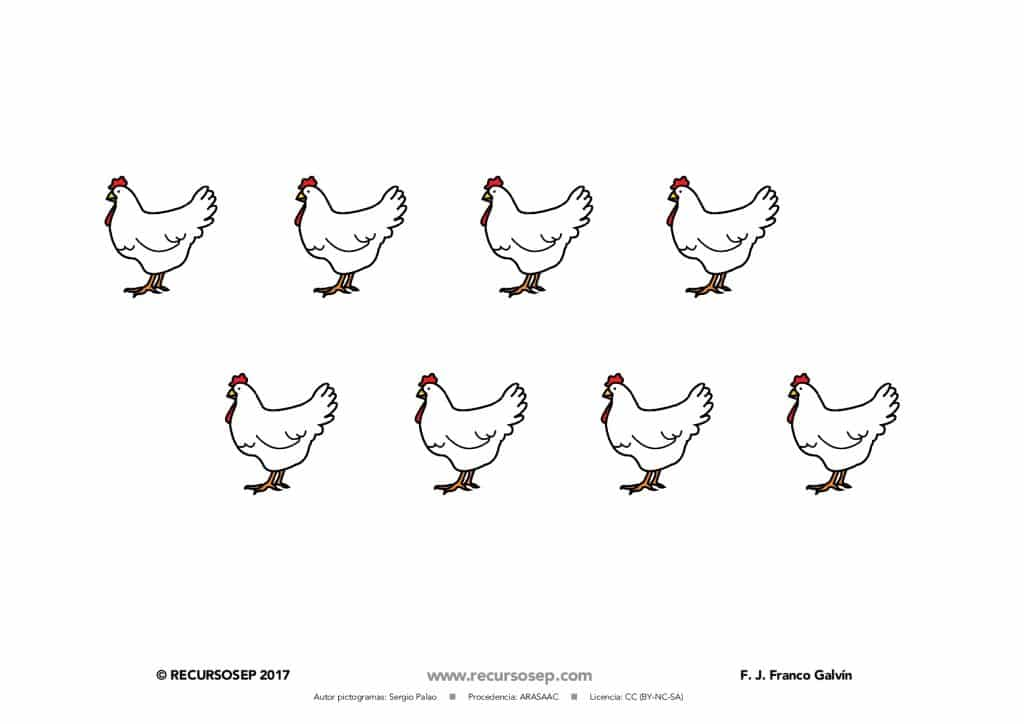 © RECURSOSEP 2017 www.recursosep.com F. J. Franco Galvín
Autor pictogramas: Sergio Palao ■ Procedencia: ARASAAC ■ Licencia: CC (BY-NC-SA)